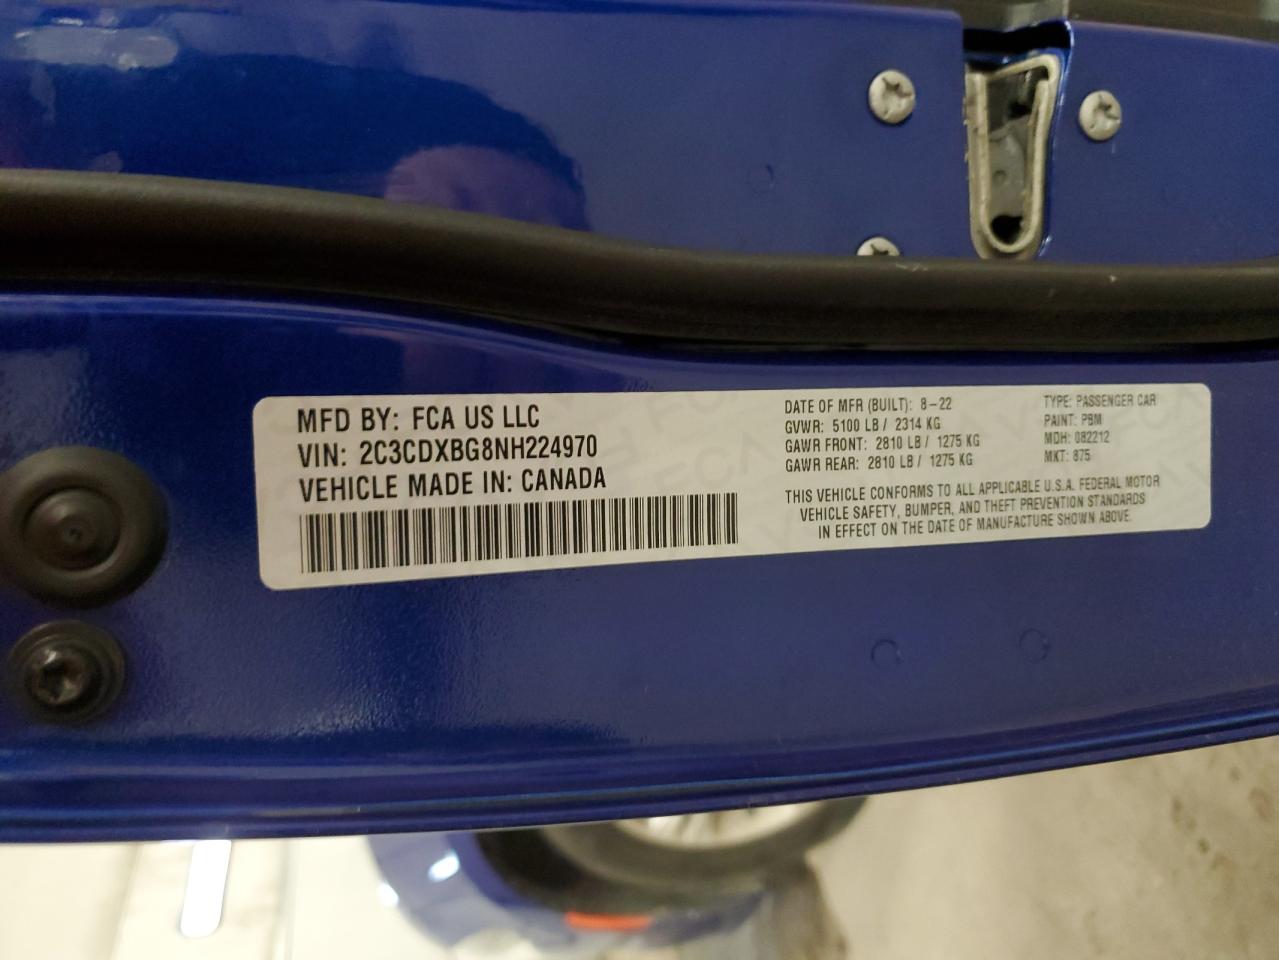 MFD BY: FCA US LLC
VIN: 2C3CDXBG8NH224970
VEHICLE MADE IN: CANADA
DATE OF MFR (BUILT): 8-22
GVWR: 5100 LB / 2314 KG
GAWR FRONT: 2810 LB / 1275 KG
GAWR REAR: 2810 LB / 1275 KG
TYPE: PASSENGER CAR
PAINT: PBM
MDH: 082212
MKT: 875
THIS VEHICLE CONFORMS TO ALL APPLICABLE U.S.A. FEDERAL MOTOR
VEHICLE SAFETY, BUMPER, AND THEFT PREVENTION STANDARDS
IN EFFECT ON THE DATE OF MANUFACTURE SHOWN ABOVE.